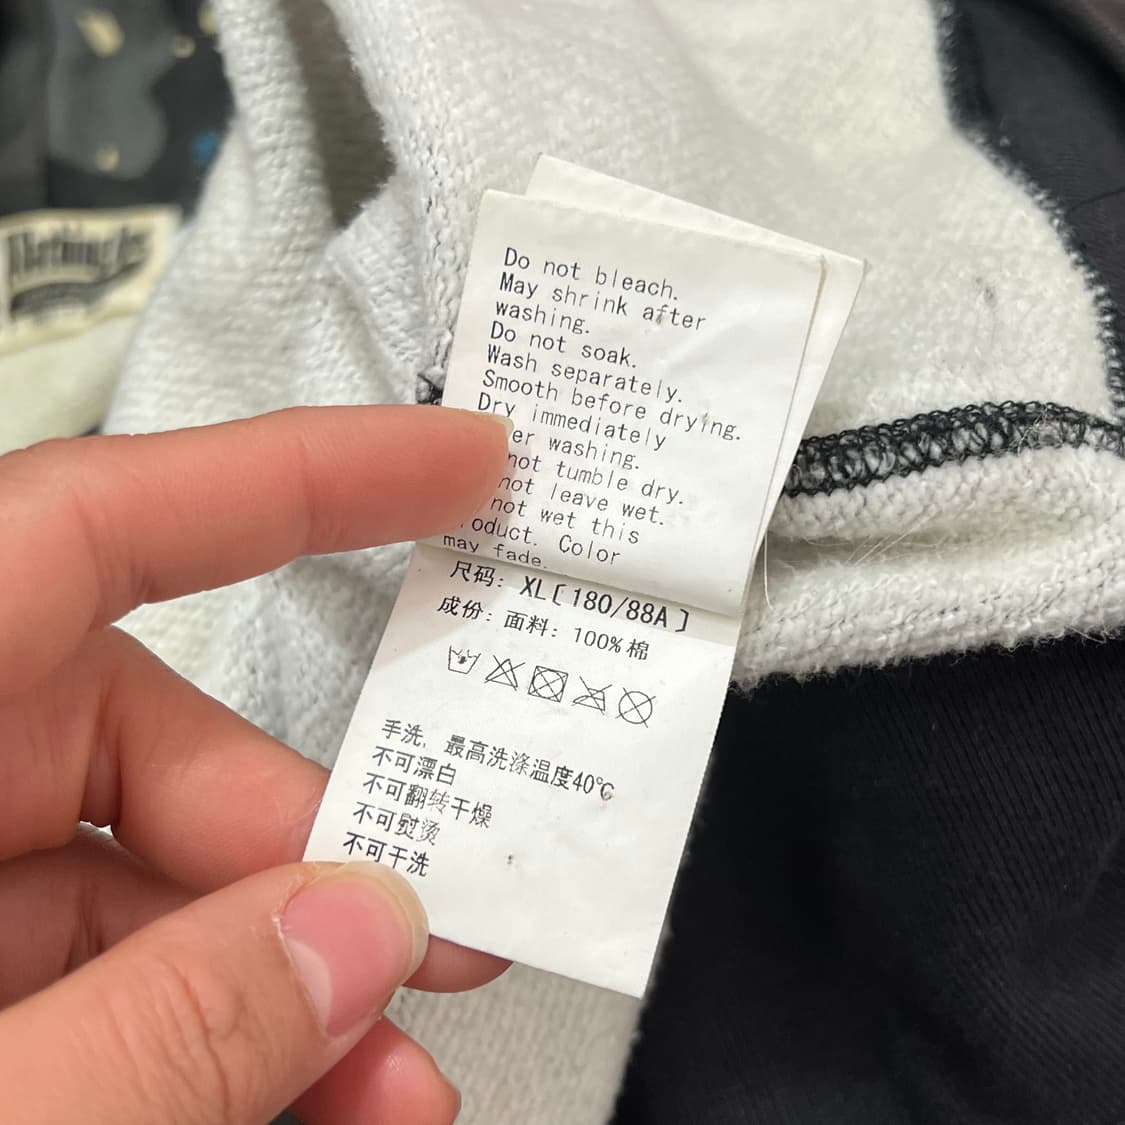 Do not bleach.
May shrink after
washing.
Do not soak.
Wash separately.
Smooth before drying.
Dry immediately
er washing.
not tumble dry.
not leave wet.
not wet this
oduct. Color
may fade.
尺码: XL[180/88A]
成份: 面料: 100%棉
手洗, 最高洗涤温度40℃
不可漂白
不可翻转干燥
不可熨烫
不可干洗